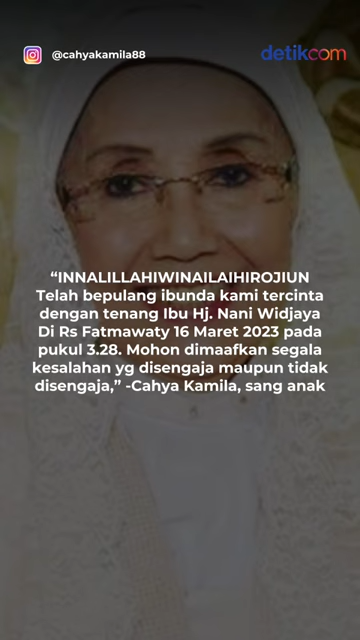 @cahyakamila88
detikcom
“INNALILLAHIWINAILAIHIROJIUN
Telah bepulang ibunda kami tercinta
dengan tenang Ibu Hj. Nani Widjaya
Di Rs Fatmawaty 16 Maret 2023 pada
pukul 3.28. Mohon dimaafkan segala
kesalahan yg disengaja maupun tidak
disengaja,” -Cahya Kamila, sang anak